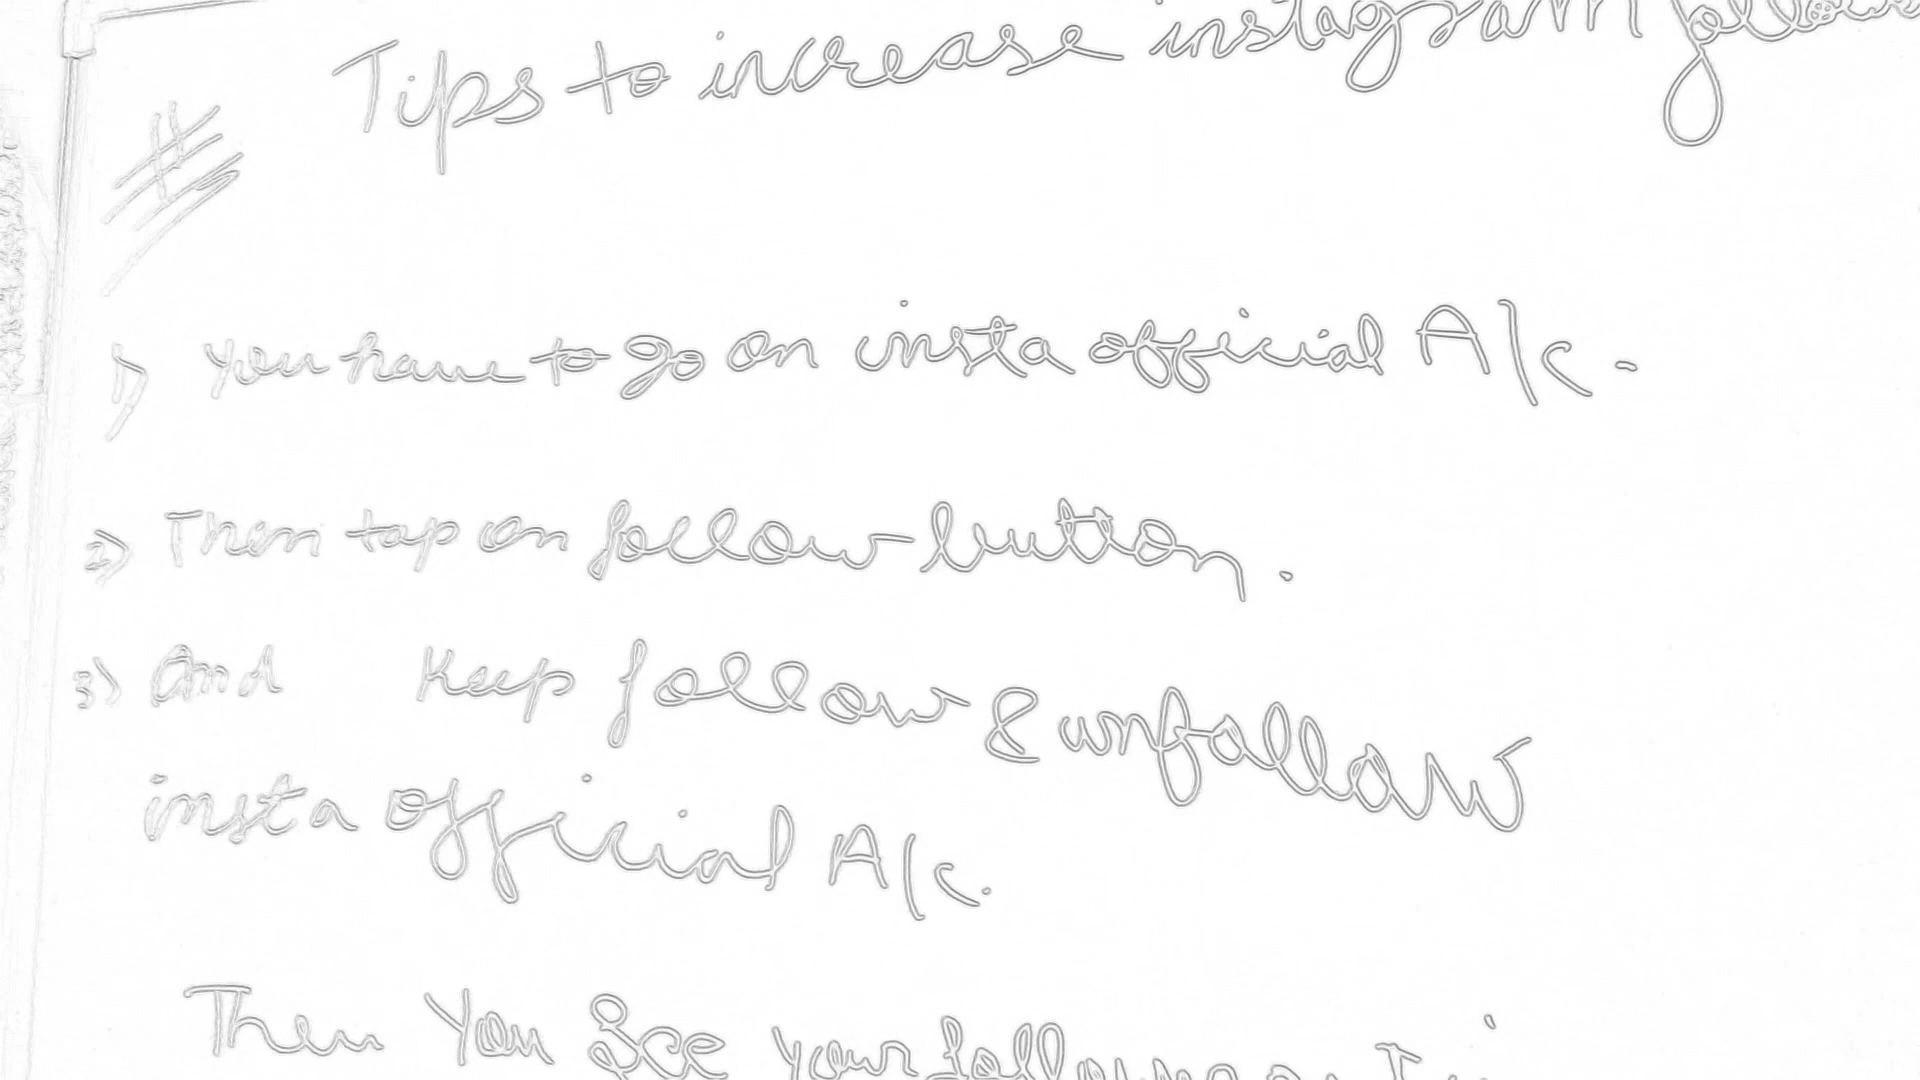 # Tips to increase instagram
1) You have to go on insta official A/c.
2) Then tap on follow button.
3) And Keep follow & unfollow
insta official A/c.
Then You See your